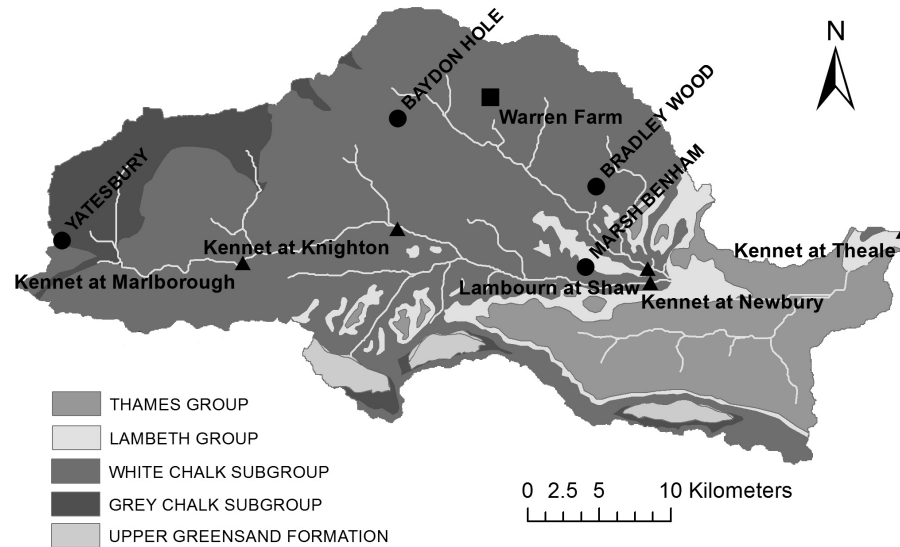 N
BAYDON HOLE
Warren Farm
BRADLEY WOOD
YATESBURY
MARSH BENHAM
Kennet at Knighton
Kennet at Theale
Kennet at Marlborough
Lambourn at Shaw
Kennet at Newbury
THAMES GROUP
LAMBETH GROUP
WHITE CHALK SUBGROUP
GREY CHALK SUBGROUP
UPPER GREENSAND FORMATION
0 2.5 5 10 Kilometers